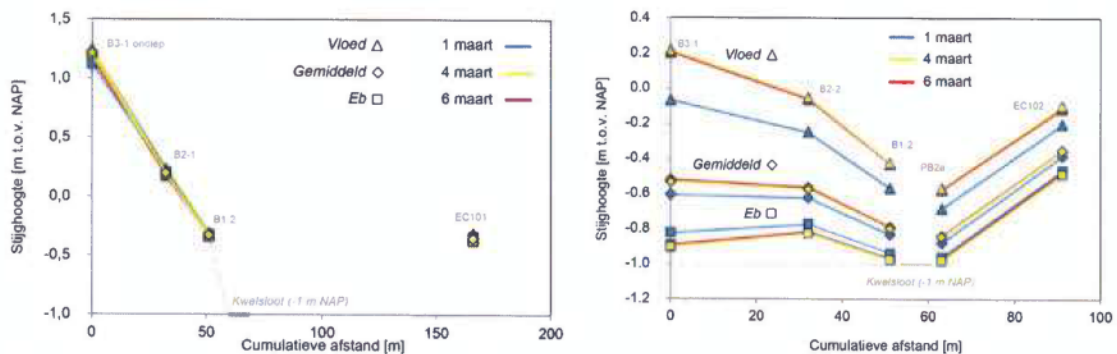 Stijghoogte [m t.o.v. NAP]
1,5
1,0
0,5
0,0
-0,5
-1,0
B3-1 ondiep
Vloed
Gemiddeld
Eb
1 maart
4 maart
6 maart
B2-1
B1-2
EC101
Kwelsloot (-1 m NAP)
0 50 100 150 200
Cumulatieve afstand [m]
Stijghoogte [m t.o.v. NAP]
0.4
0.2
0.0
-0.2
-0.4
-0.6
-0.8
-1.0
-1.2
B3-1
Vloed
1 maart
4 maart
6 maart
B2-2
EC102
B1-2
PB2a
Gemiddeld
Eb
Kwelsloot (-1 m NAP)
0 20 40 60 80 100
Cumulatieve afstand [m]